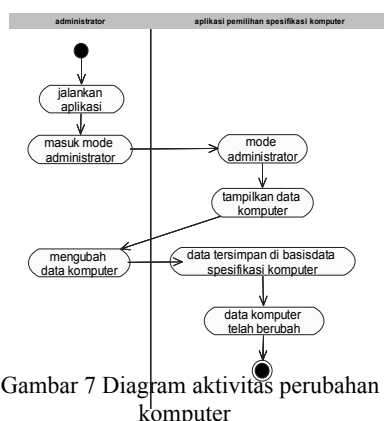 administrator
aplikasi pemilihan spesifikasi komputer
jalankan
aplikasi
masuk mode
administrator
mode
administrator
tampilkan data
komputer
mengubah
data komputer
data tersimpan di basisdata
spesifikasi komputer
data komputer
telah berubah
Gambar 7 Diagram aktivitas perubahan
komputer